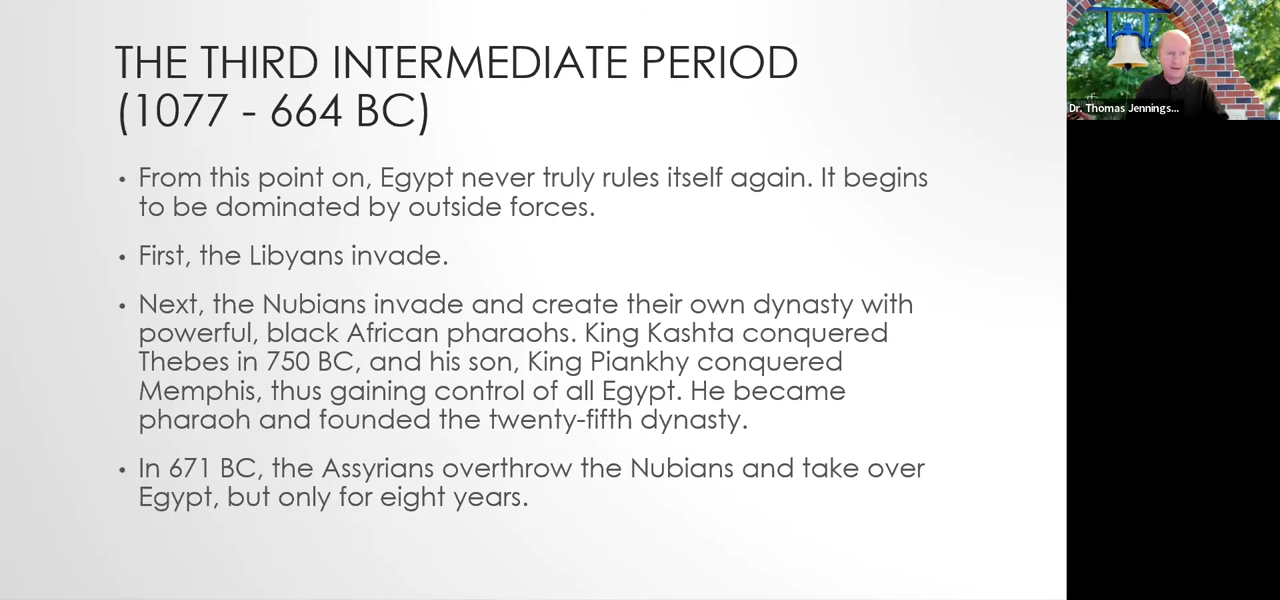 THE THIRD INTERMEDIATE PERIOD
(1077 - 664 BC)
• From this point on, Egypt never truly rules itself again. It begins
to be dominated by outside forces.
• First, the Libyans invade.
• Next, the Nubians invade and create their own dynasty with
powerful, black African pharaohs. King Kashta conquered
Thebes in 750 BC, and his son, King Piankhy conquered
Memphis, thus gaining control of all Egypt. He became
pharaoh and founded the twenty-fifth dynasty.
• In 671 BC, the Assyrians overthrow the Nubians and take over
Egypt, but only for eight years.
Dr. Thomas Jennings...